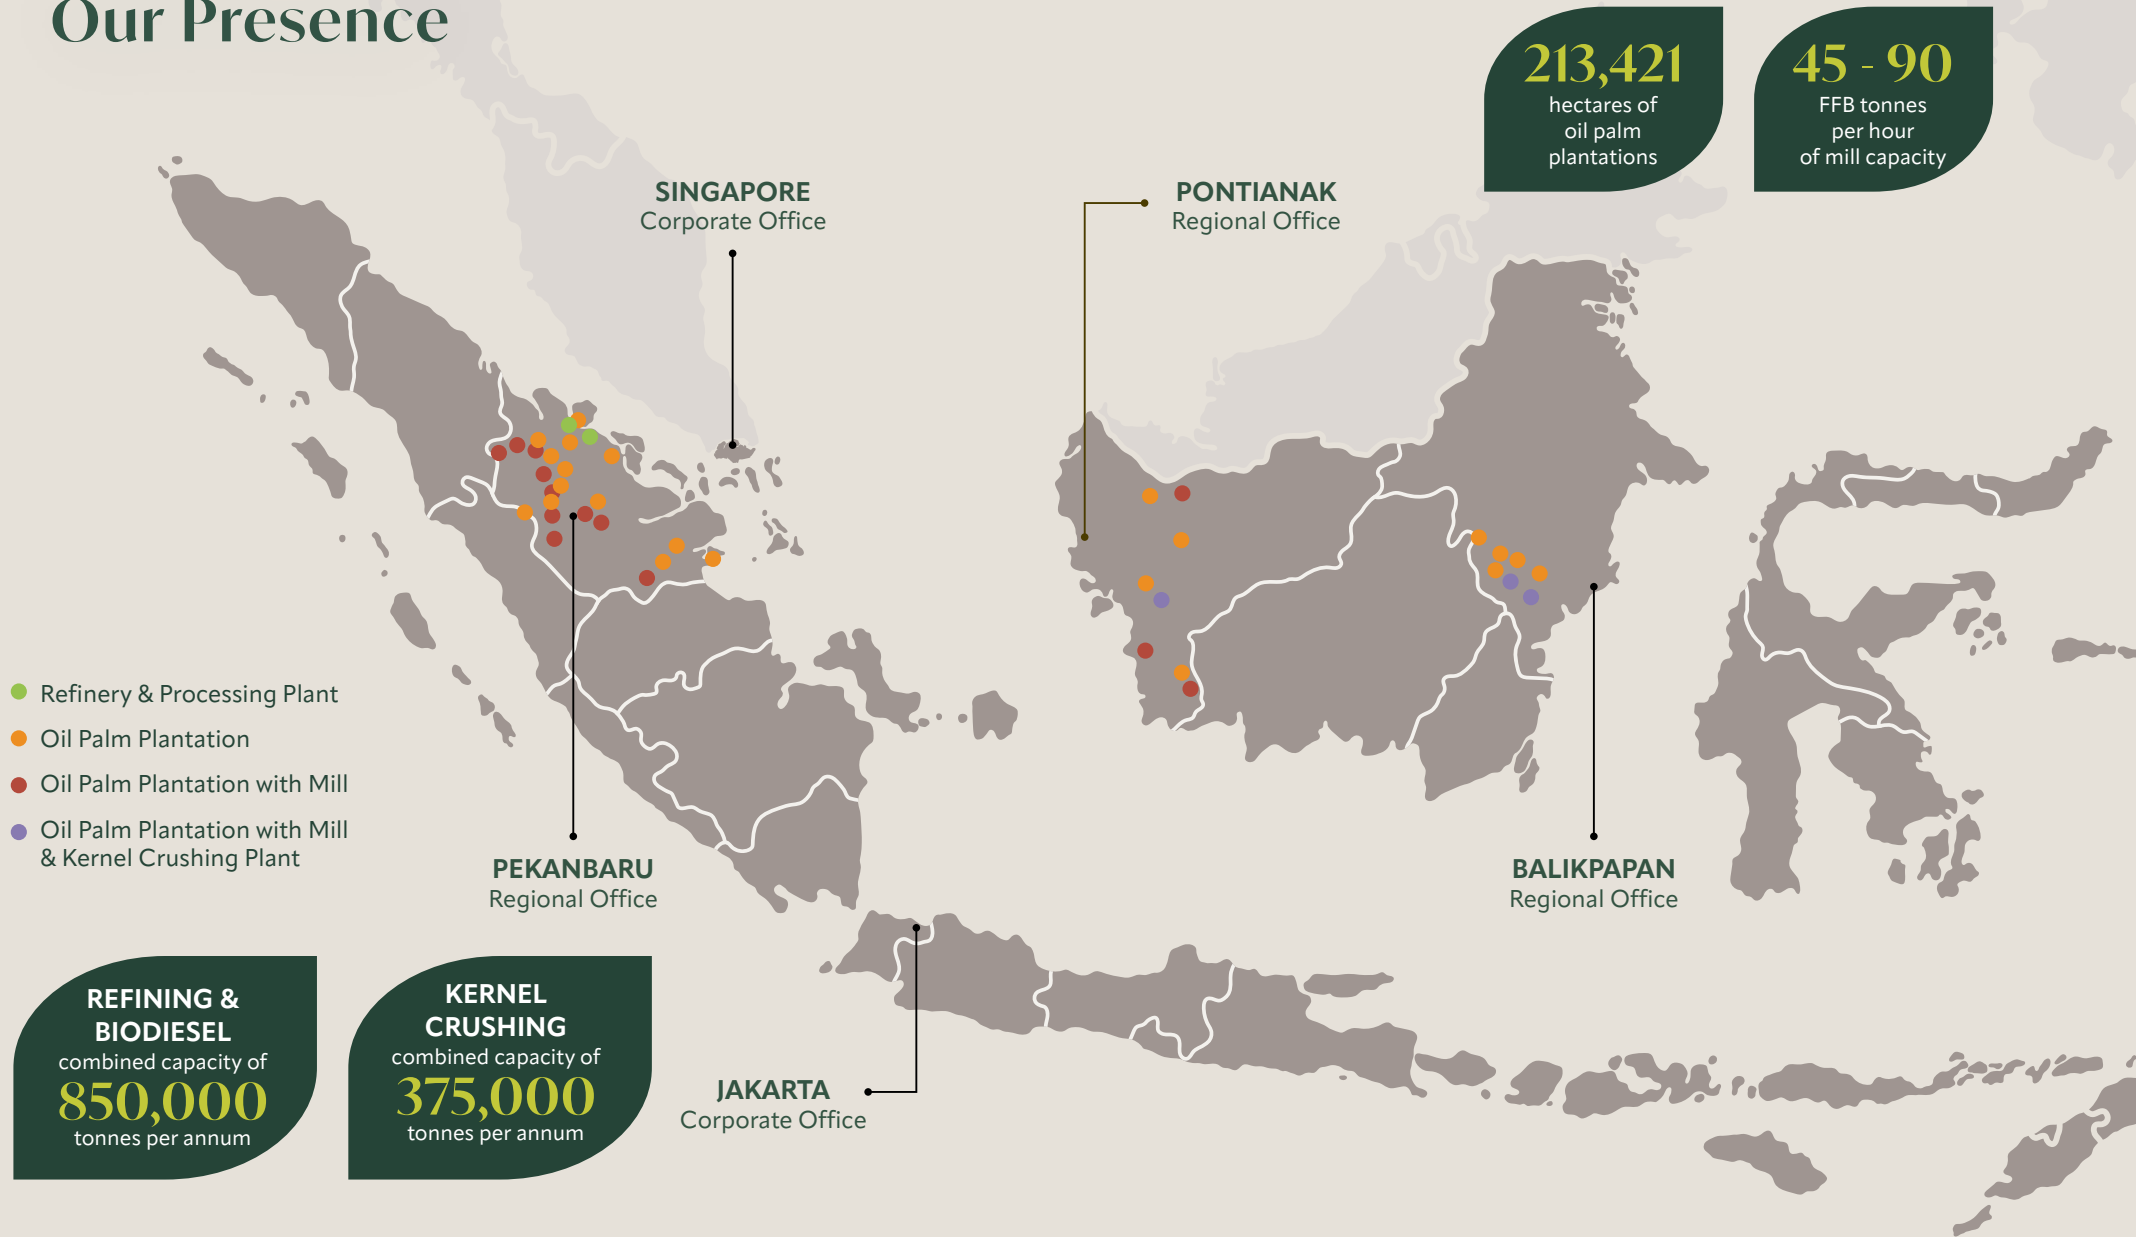 Our Presence
213,421
hectares of
oil palm
plantations
45 - 90
FFB tonnes
per hour
of mill capacity
SINGAPORE
Corporate Office
PONTIANAK
Regional Office
Refinery & Processing Plant
Oil Palm Plantation
Oil Palm Plantation with Mill
Oil Palm Plantation with Mill
& Kernel Crushing Plant
PEKANBARU
Regional Office
BALIKPAPAN
Regional Office
REFINING &
BIODIESEL
combined capacity of
850,000
tonnes per annum
KERNEL
CRUSHING
combined capacity of
375,000
tonnes per annum
JAKARTA
Corporate Office